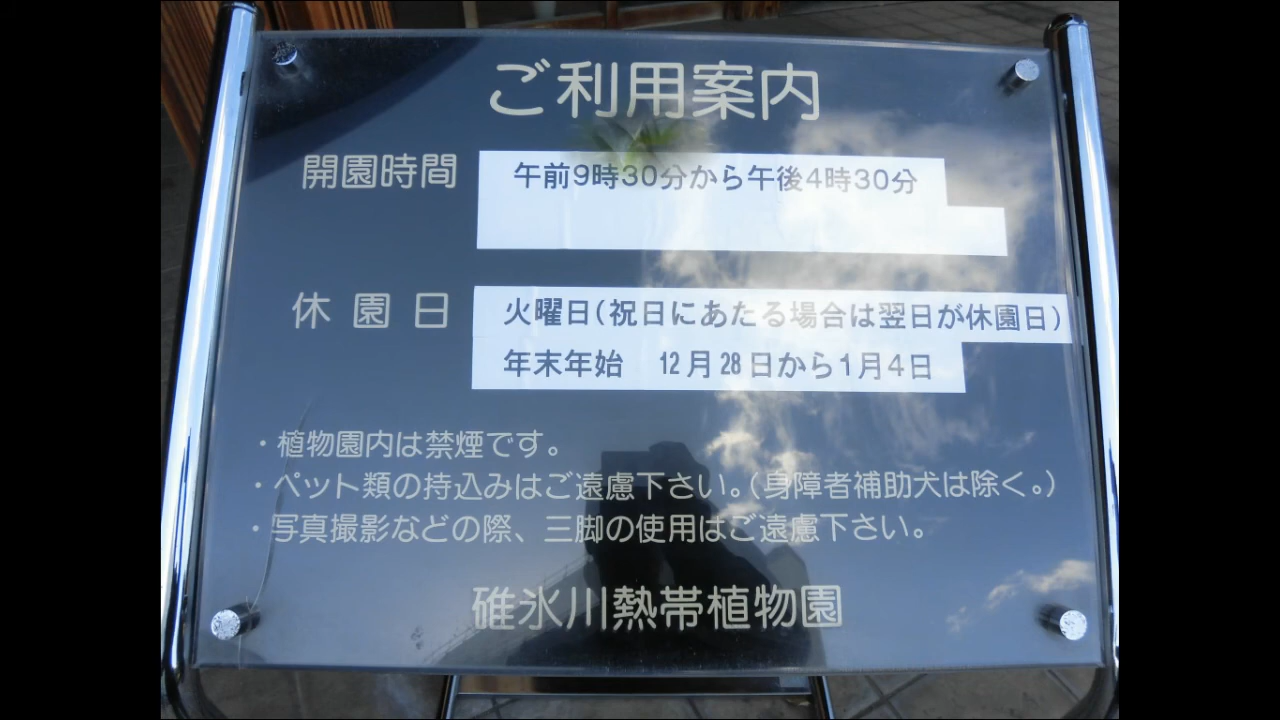 ご利用案内
開園時間 午前9時30分から午後4時30分
休園日 火曜日(祝日にあたる場合は翌日が休園日)
年末年始 12月28日から1月4日
・植物園内は禁煙です。
・ペット類の持込みはご遠慮下さい。(身障者補助犬は除く。)
・写真撮影などの際、三脚の使用はご遠慮下さい。
碓氷川熱帯植物園